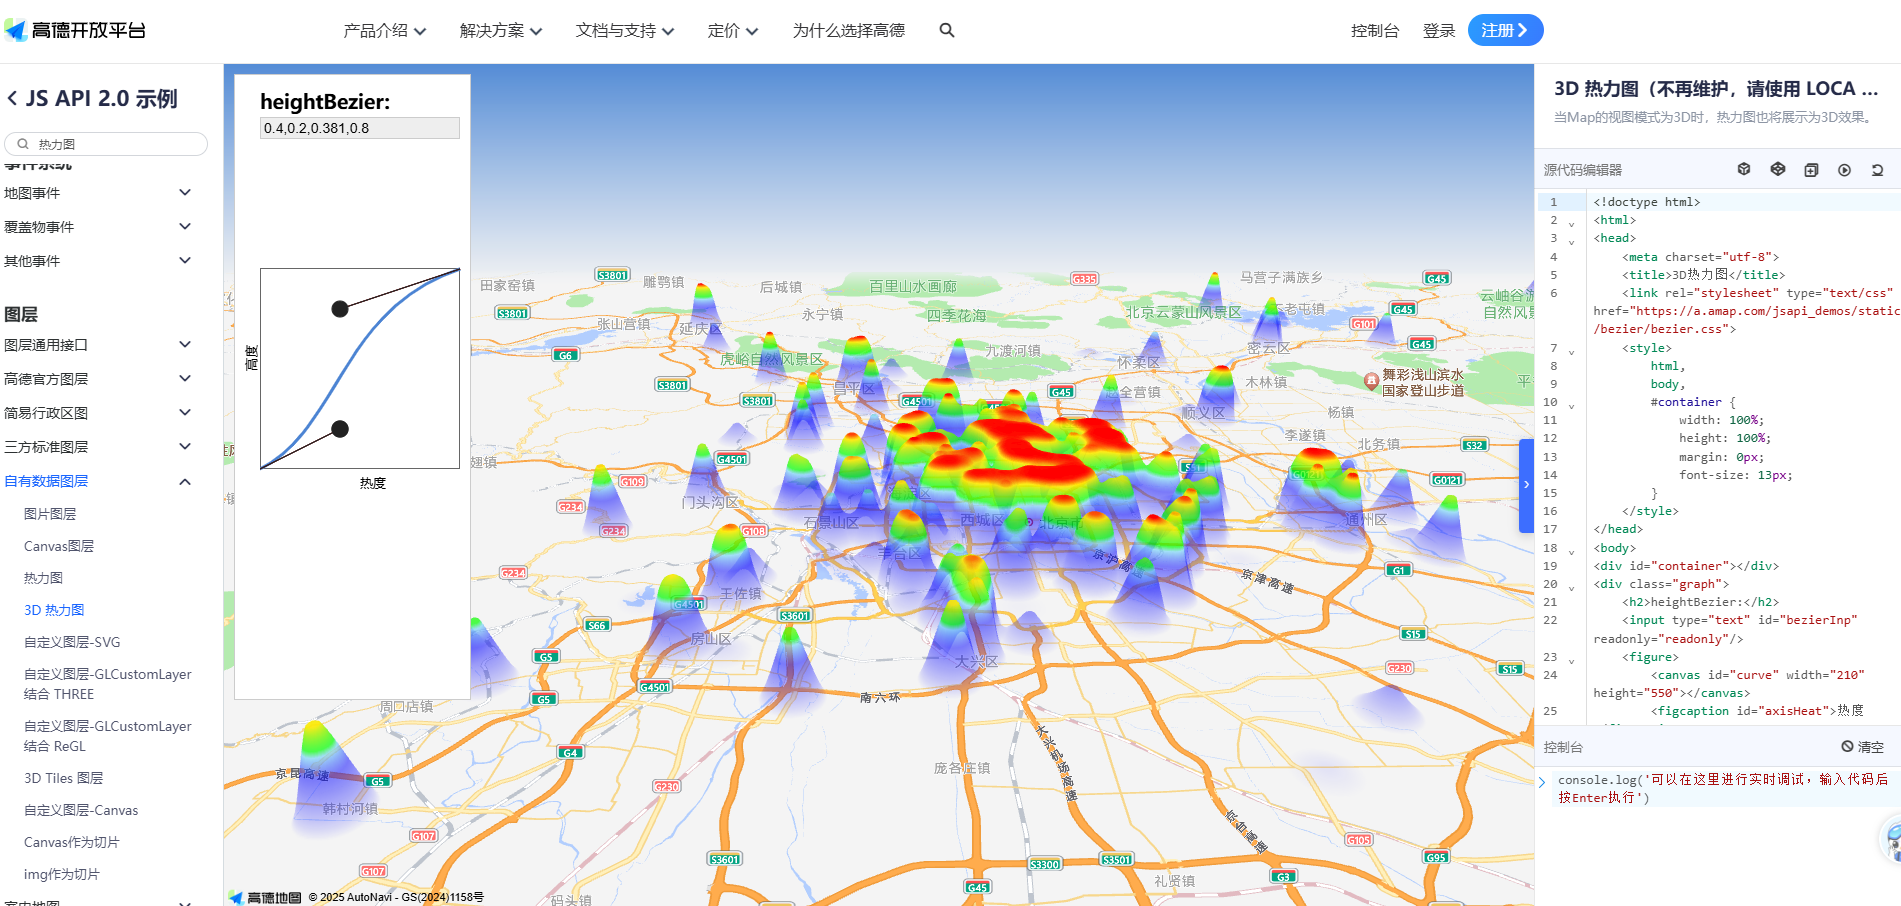 高德开放平台
产品介绍
解决方案
文档与支持
定价
为什么选择高德
控制台
登录
注册
JS API 2.0 示例
热力图
事件系统
地图事件
覆盖物事件
其他事件
图层
图层通用接口
高德官方图层
简易行政区图
三方标准图层
自有数据图层
图片图层
Canvas图层
热力图
3D 热力图
自定义图层-SVG
自定义图层-GLCustomLayer
结合 THREE
自定义图层-GLCustomLayer
结合 ReGL
3D Tiles 图层
自定义图层-Canvas
Canvas作为切片
img作为切片
heightBezier:
0.4,0.2,0.381,0.8
高度
热度
田家窑镇
S3801
雕鹗镇
后城镇
百里山水画廊
G335
马营子满族乡
G45
云岫谷游
自然风景
S3801
张山营镇
延庆区
永宁镇
四季花海
北京云蒙山风景区
不老屯镇
G45
G101
G6
虎峪自然风景区
九渡河镇
怀柔区
密云区
G45
S3801
昌平区
G4501
G45
木林镇
舞彩浅山滨水
国家登山步道
S3801
顺义区
杨镇
李遂镇
北务镇
S32
G4501
G109
门头沟区
G0121
G0121
G234
石景山区
西城区
北京市
通州区
G234
G108
丰台区
京沪高速
京津高速
G1
G234
王佐镇
G4501
S3601
S66
房山区
S15
G5
大兴区
G230
S15
G4501
G5
南六环
周口店镇
大兴机场高速
G4
京昆高速
G5
庞各庄镇
G230
韩村河镇
G107
京台高速
G105
S3601
S3300
S3501
G95
G107
G45
礼贤镇
G3
码头镇
高德地图 © 2025 AutoNavi - GS(2024)1158号
3D 热力图（不再维护，请使用 LOCA ...
当Map的视图模式为3D时，热力图也将展示为3D效果。
源代码编辑器
1 <!doctype html>
2 <html>
3 <head>
4 <meta charset="utf-8">
5 <title>3D热力图</title>
6 <link rel="stylesheet" type="text/css"
href="https://a.amap.com/jsapi_demos/static
/bezier/bezier.css">
7 <style>
8 html,
9 body,
10 #container {
11 width: 100%;
12 height: 100%;
13 margin: 0px;
14 font-size: 13px;
15 }
16 </style>
17 </head>
18 <body>
19 <div id="container"></div>
20 <div class="graph">
21 <h2>heightBezier:</h2>
22 <input type="text" id="bezierInp"
readonly="readonly"/>
23 <figure>
24 <canvas id="curve" width="210"
height="550"></canvas>
25 <figcaption id="axisHeat">热度
控制台
清空
console.log('可以在这里进行实时调试，输入代码后
按Enter执行')